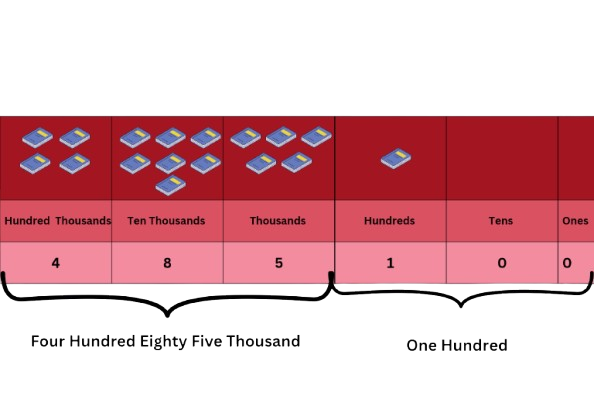 Hundred Thousands Ten Thousands Thousands Hundreds Tens Ones
4 8 5 1 0 0
Four Hundred Eighty Five Thousand
One Hundred